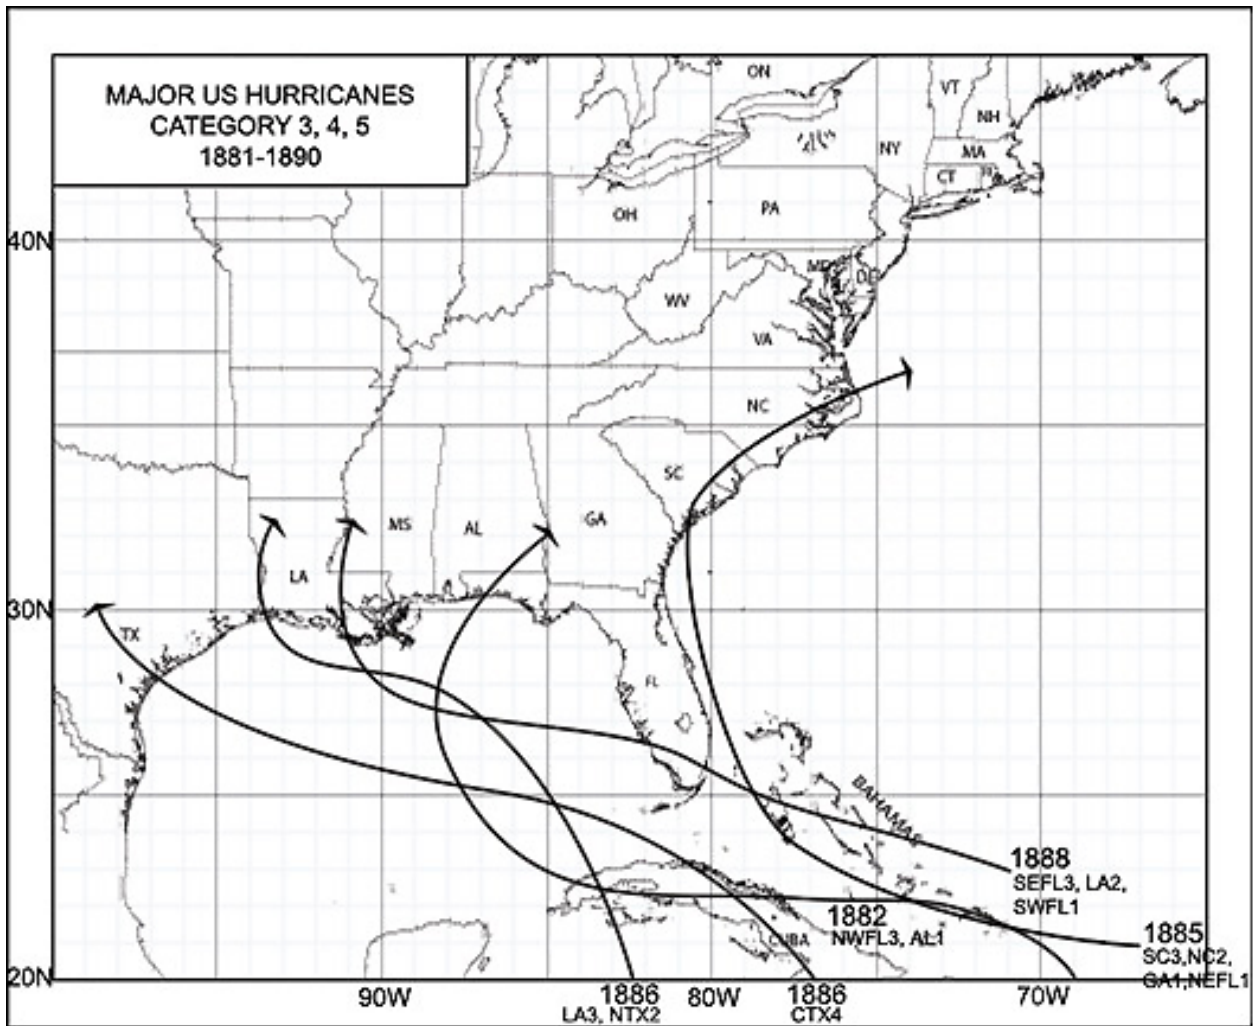 MAJOR US HURRICANES
CATEGORY 3, 4, 5
1881-1890
ON
VT
NH
NY
MA
CT
RI
OH
PA
40N
MD
DE
WV
VA
NC
SC
MS
AL
GA
LA
30N
TX
FL
BAHAMAS
1888
SEFL3, LA2,
SWFL1
1882
NWFL3, AL1
CUBA
1885
SC3,NC2,
GA1,NEFL1
20N
90W
1886
LA3, NTX2
80W
1886
CTX4
70W